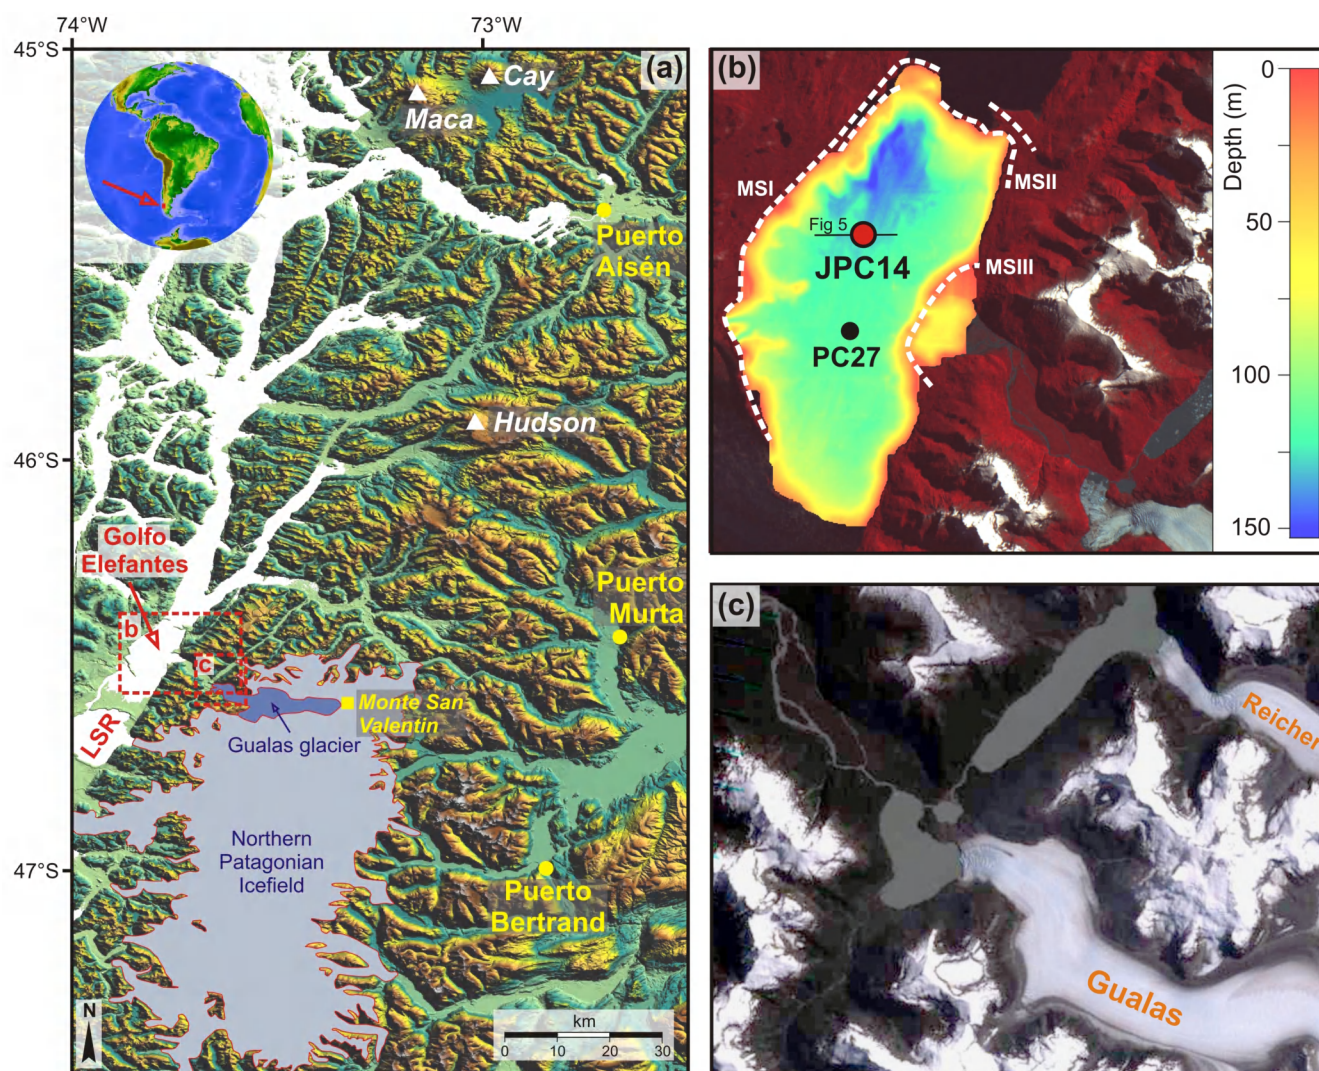 74°W
73°W
45°S
(a)
Cay
Maca
Puerto
Aisén
Hudson
46°S
Golfo
Elefantes
b
c
Puerto
Murta
Monte San
Valentín
LSR
Gualas glacier
Northern
Patagonian
Icefield
47°S
Puerto
Bertrand
N
km
0 10 20 30
(b)
MSI
MSII
Fig 5
JPC14
MSIII
PC27
Depth (m)
0
50
100
150
(c)
Reicher
Gualas